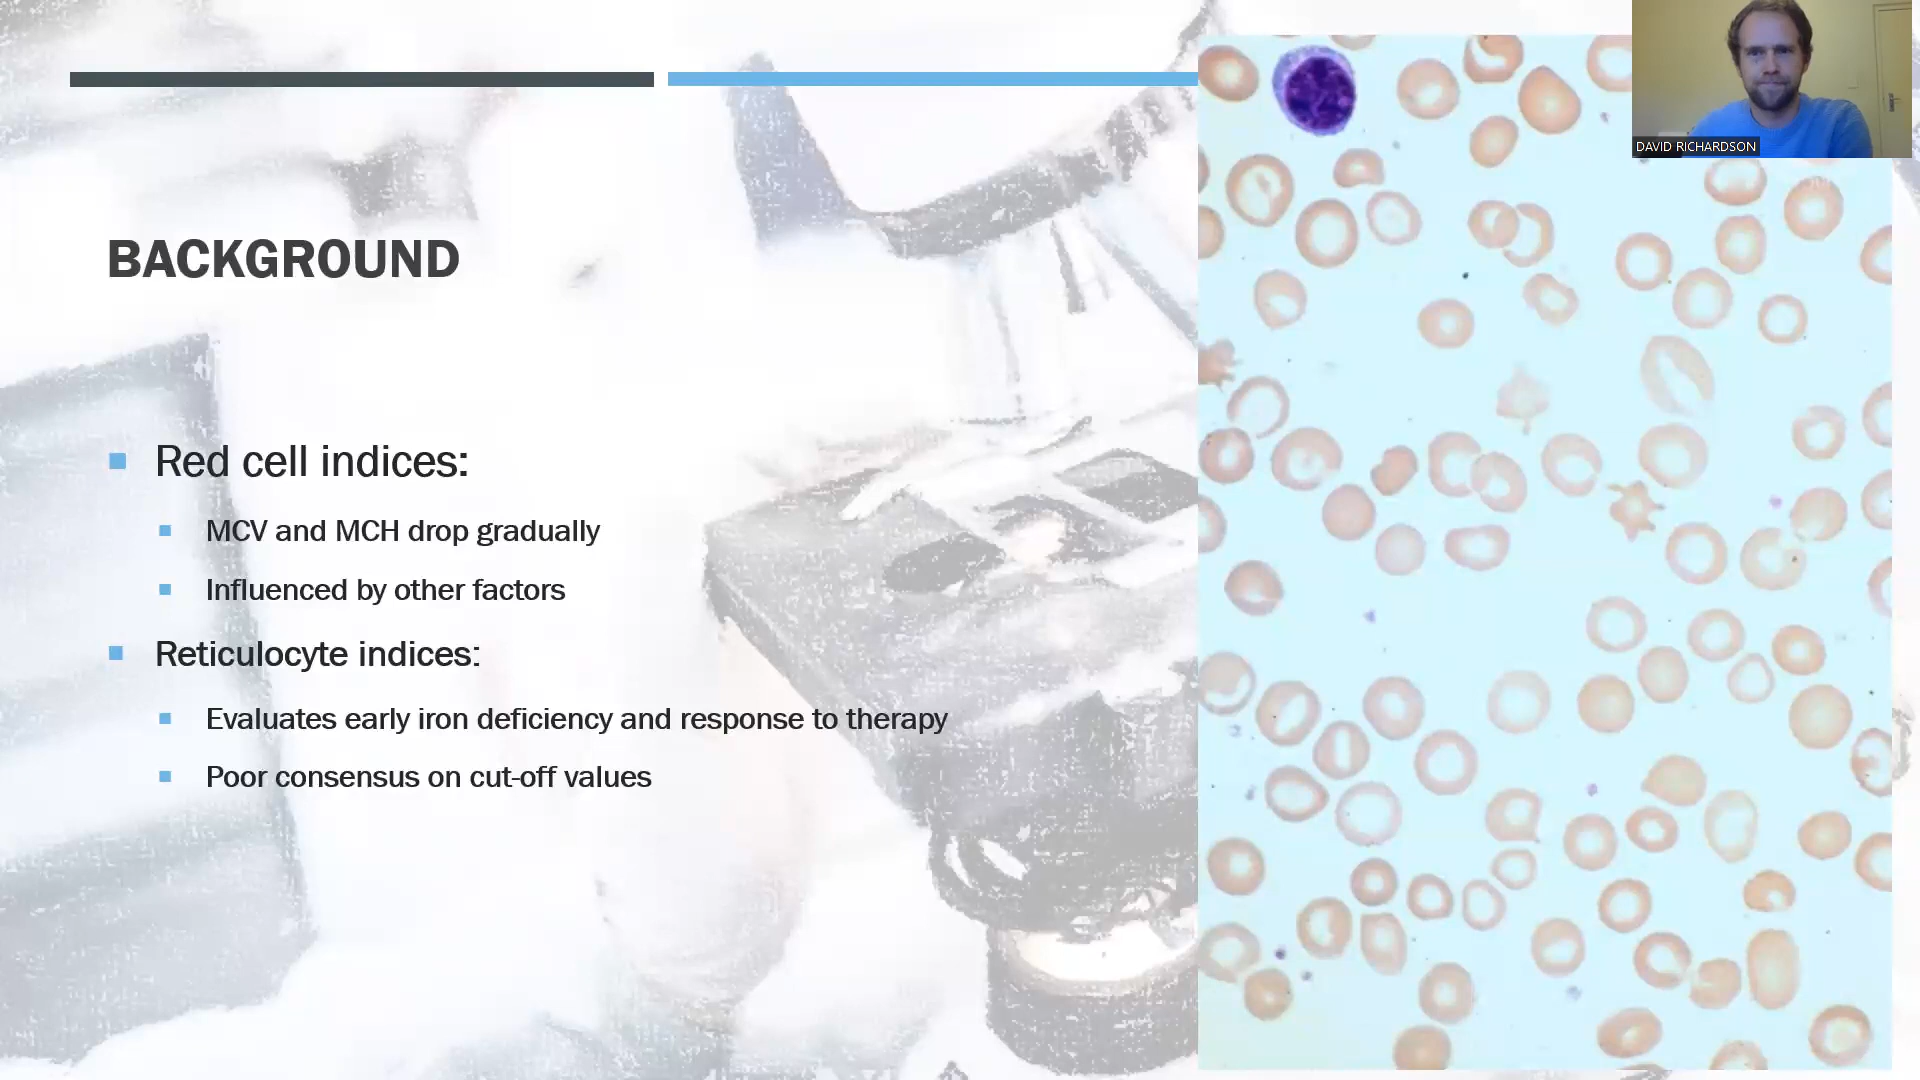 DAVID RICHARDSON
BACKGROUND
Red cell indices:
MCV and MCH drop gradually
Influenced by other factors
Reticulocyte indices:
Evaluates early iron deficiency and response to therapy
Poor consensus on cut-off values